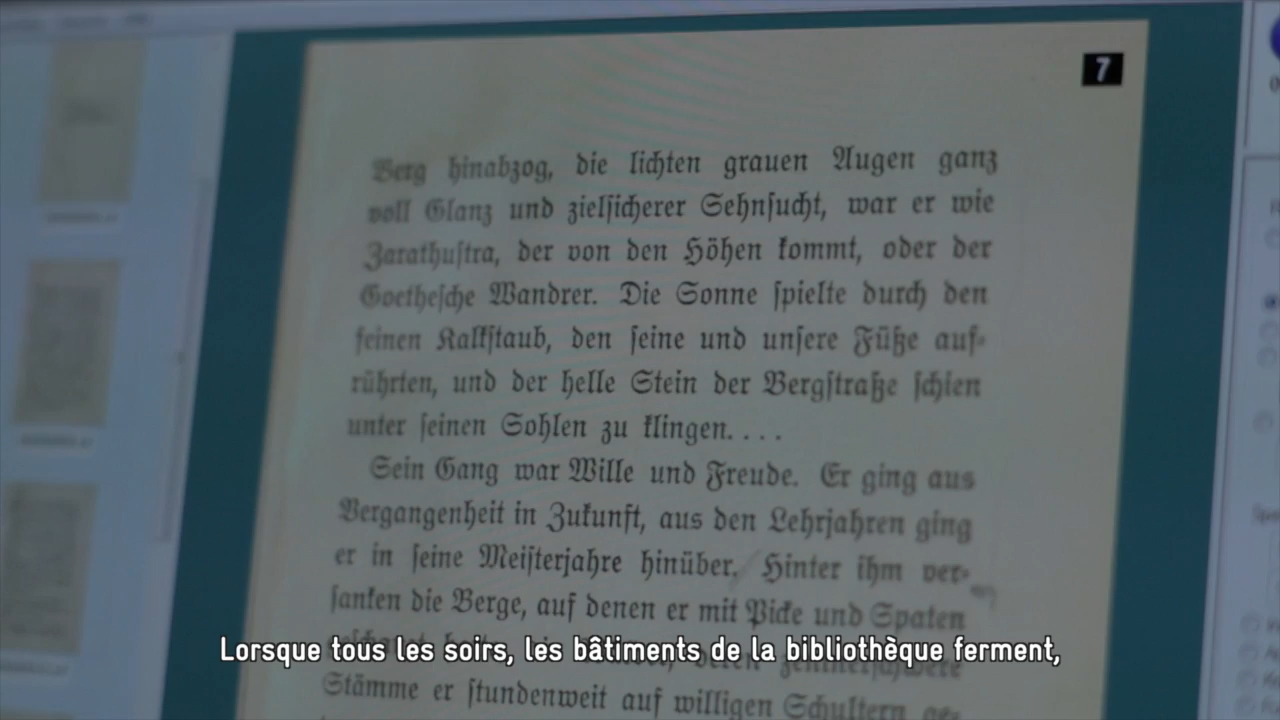 7
Berg hinabzog, die lichten grauen Augen ganz
voll Glanz und zielsicherer Sehnsucht, war er wie
Zarathustra, der von den Höhen kommt, oder der
Goethesche Wandrer. Die Sonne spielte durch den
feinen Kalkstaub, den seine und unsere Füße auf-
rührten, und der helle Stein der Bergstraße schien
unter seinen Sohlen zu klingen....
Sein Gang war Wille und Freude. Er ging aus
Vergangenheit in Zukunft, aus den Lehrjahren ging
er in seine Meisterjahre hinüber. Hinter ihm ver-
sanken die Berge, auf denen er mit Picke und Spaten
deren zentnerschwere
Lorsque tous les soirs, les bâtiments de la bibliothèque ferment,
Stämme er stundenweit auf willigen Schultern ge-